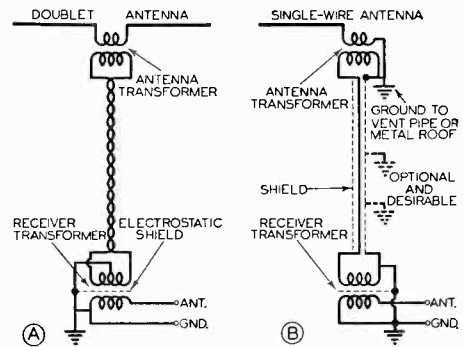 DOUBLET ANTENNA
ANTENNA
TRANSFORMER
RECEIVER
TRANSFORMER
ELECTROSTATIC
SHIELD
ANT.
GND.
A
SINGLE-WIRE ANTENNA
ANTENNA
TRANSFORMER
GROUND TO
VENT PIPE OR
METAL ROOF
SHIELD
OPTIONAL
AND
DESIRABLE
RECEIVER
TRANSFORMER
ANT.
GND.
B